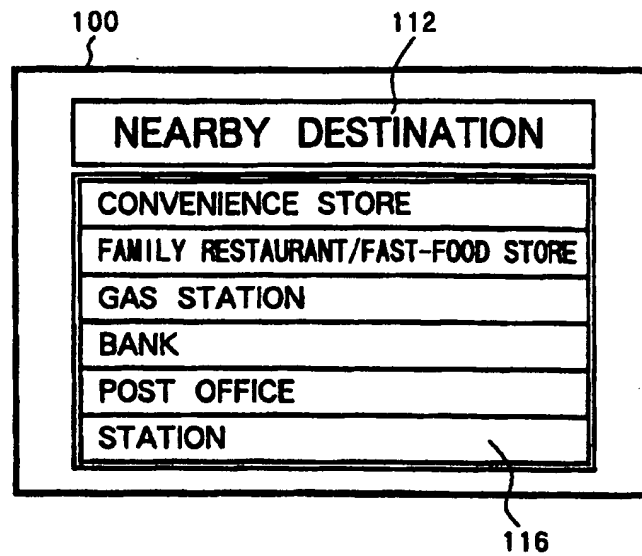 100 112
NEARBY DESTINATION
CONVENIENCE STORE
FAMILY RESTAURANT/FAST-FOOD STORE
GAS STATION
BANK
POST OFFICE
STATION
116